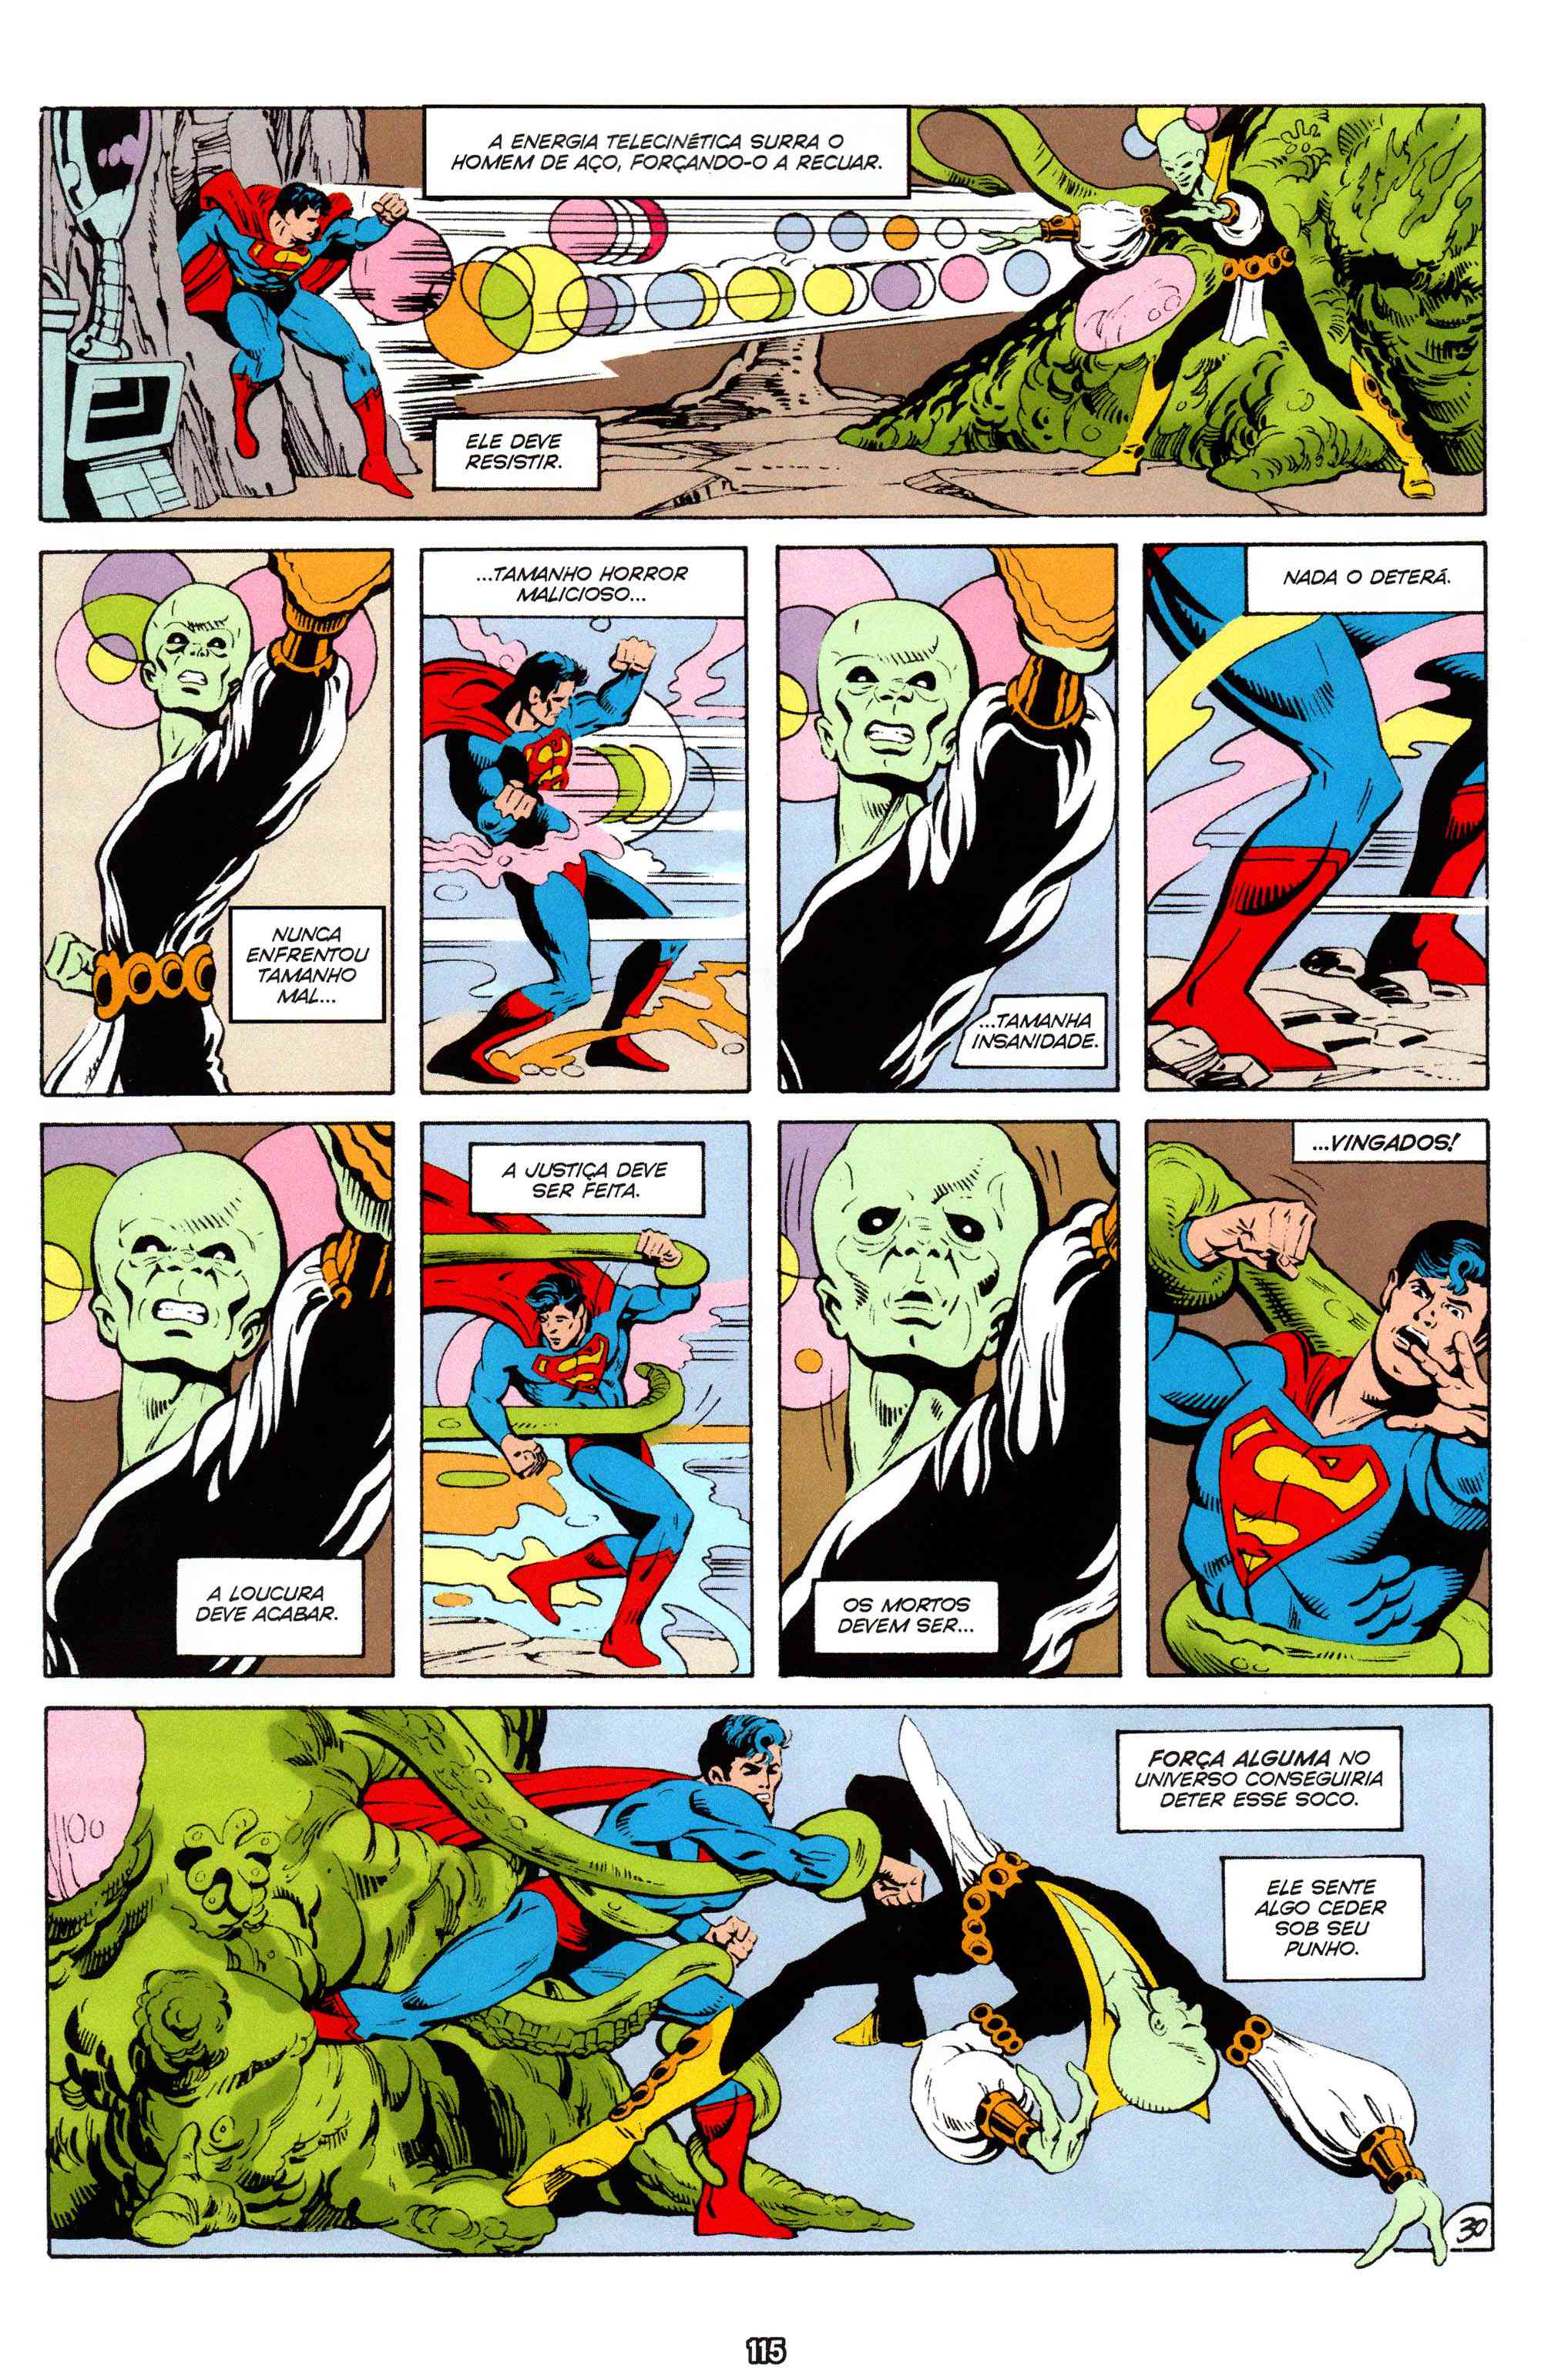 A ENERGIA TELECINÉTICA SURRA O
HOMEM DE AÇO, FORÇANDO-O A RECUAR.
ELE DEVE
RESISTIR.
NUNCA
ENFRENTOU
TAMANHO
MAL...
...TAMANHO HORROR
MALICIOSO...
...TAMANHA
INSANIDADE.
NADA O DETERÁ.
A LOUCURA
DEVE ACABAR.
A JUSTIÇA DEVE
SER FEITA.
OS MORTOS
DEVEM SER...
...VINGADOS!
FORÇA ALGUMA NO
UNIVERSO CONSEGUIRIA
DETER ESSE SOCO.
ELE SENTE
ALGO CEDER
SOB SEU
PUNHO.
30
115